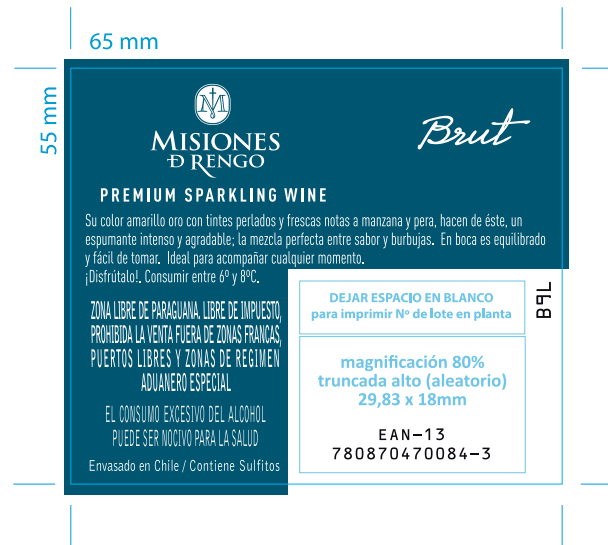 65 mm
55 mm
M
MISIONES
D RENGO
Brut
PREMIUM SPARKLING WINE
Su color amarillo oro con tintes perlados y frescas notas a manzana y pera, hacen de éste, un
espumante intenso y agradable; la mezcla perfecta entre sabor y burbujas. En boca es equilibrado
y fácil de tomar. Ideal para acompañar cualquier momento.
¡Disfrútalo!. Consumir entre 6º y 8ºC.
ZONA LIBRE DE PARAGUANA. LIBRE DE IMPUESTO,
PROHIBIDA LA VENTA FUERA DE ZONAS FRANCAS,
PUERTOS LIBRES Y ZONAS DE REGIMEN
ADUANERO ESPECIAL
EL CONSUMO EXCESIVO DEL ALCOHOL
PUEDE SER NOCIVO PARA LA SALUD
Envasado en Chile / Contiene Sulfitos
DEJAR ESPACIO EN BLANCO
para imprimir Nº de lote en planta
B9L
magnificación 80%
truncada alto (aleatorio)
29,83 x 18mm
EAN-13
780870470084-3